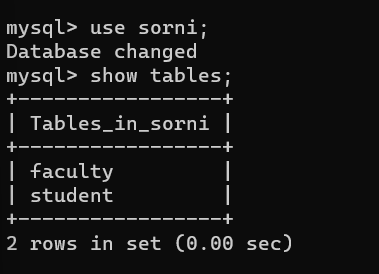 mysql> use sorni;
Database changed
mysql> show tables;
+-----------------+
| Tables_in_sorni |
+-----------------+
| faculty         |
| student         |
+-----------------+
2 rows in set (0.00 sec)